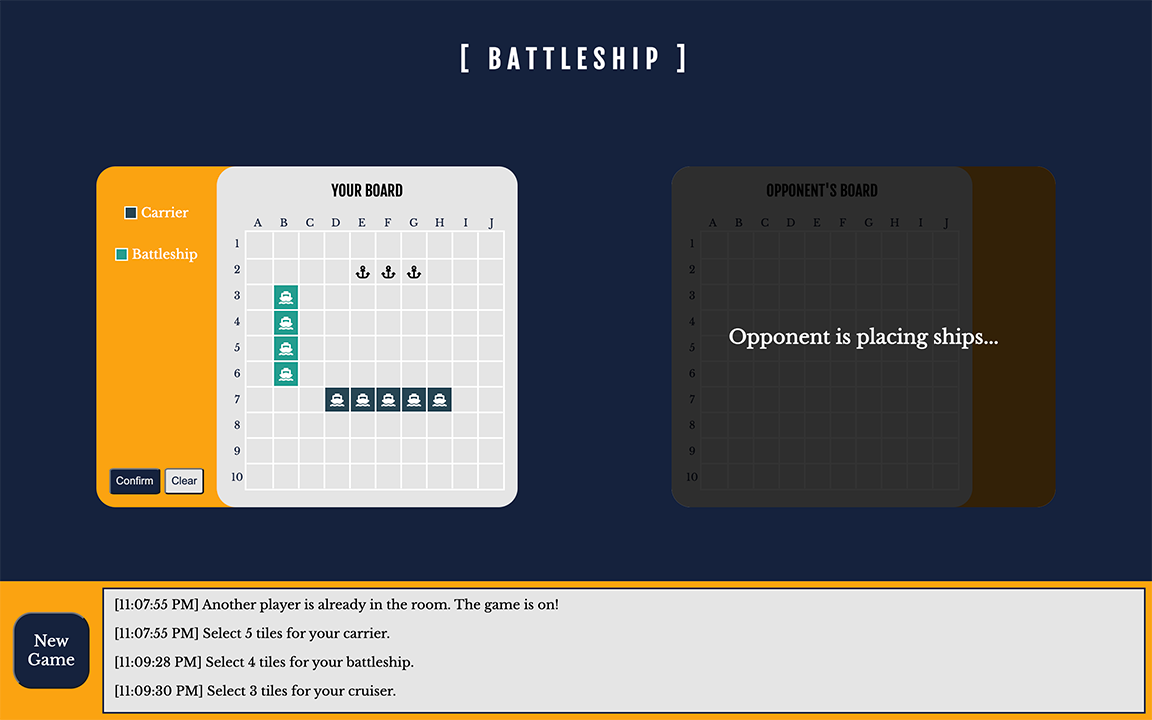 [ BATTLESHIP ]
YOUR BOARD
Carrier
Battleship
A B C D E F G H I J
1
2
3
4
5
6
7
8
9
10
Confirm Clear
OPPONENT'S BOARD
A B C D E F G H I J
1
2
3
4
5
6
7
8
9
10
Opponent is placing ships...
New
Game
[11:07:55 PM] Another player is already in the room. The game is on!
[11:07:55 PM] Select 5 tiles for your carrier.
[11:09:28 PM] Select 4 tiles for your battleship.
[11:09:30 PM] Select 3 tiles for your cruiser.